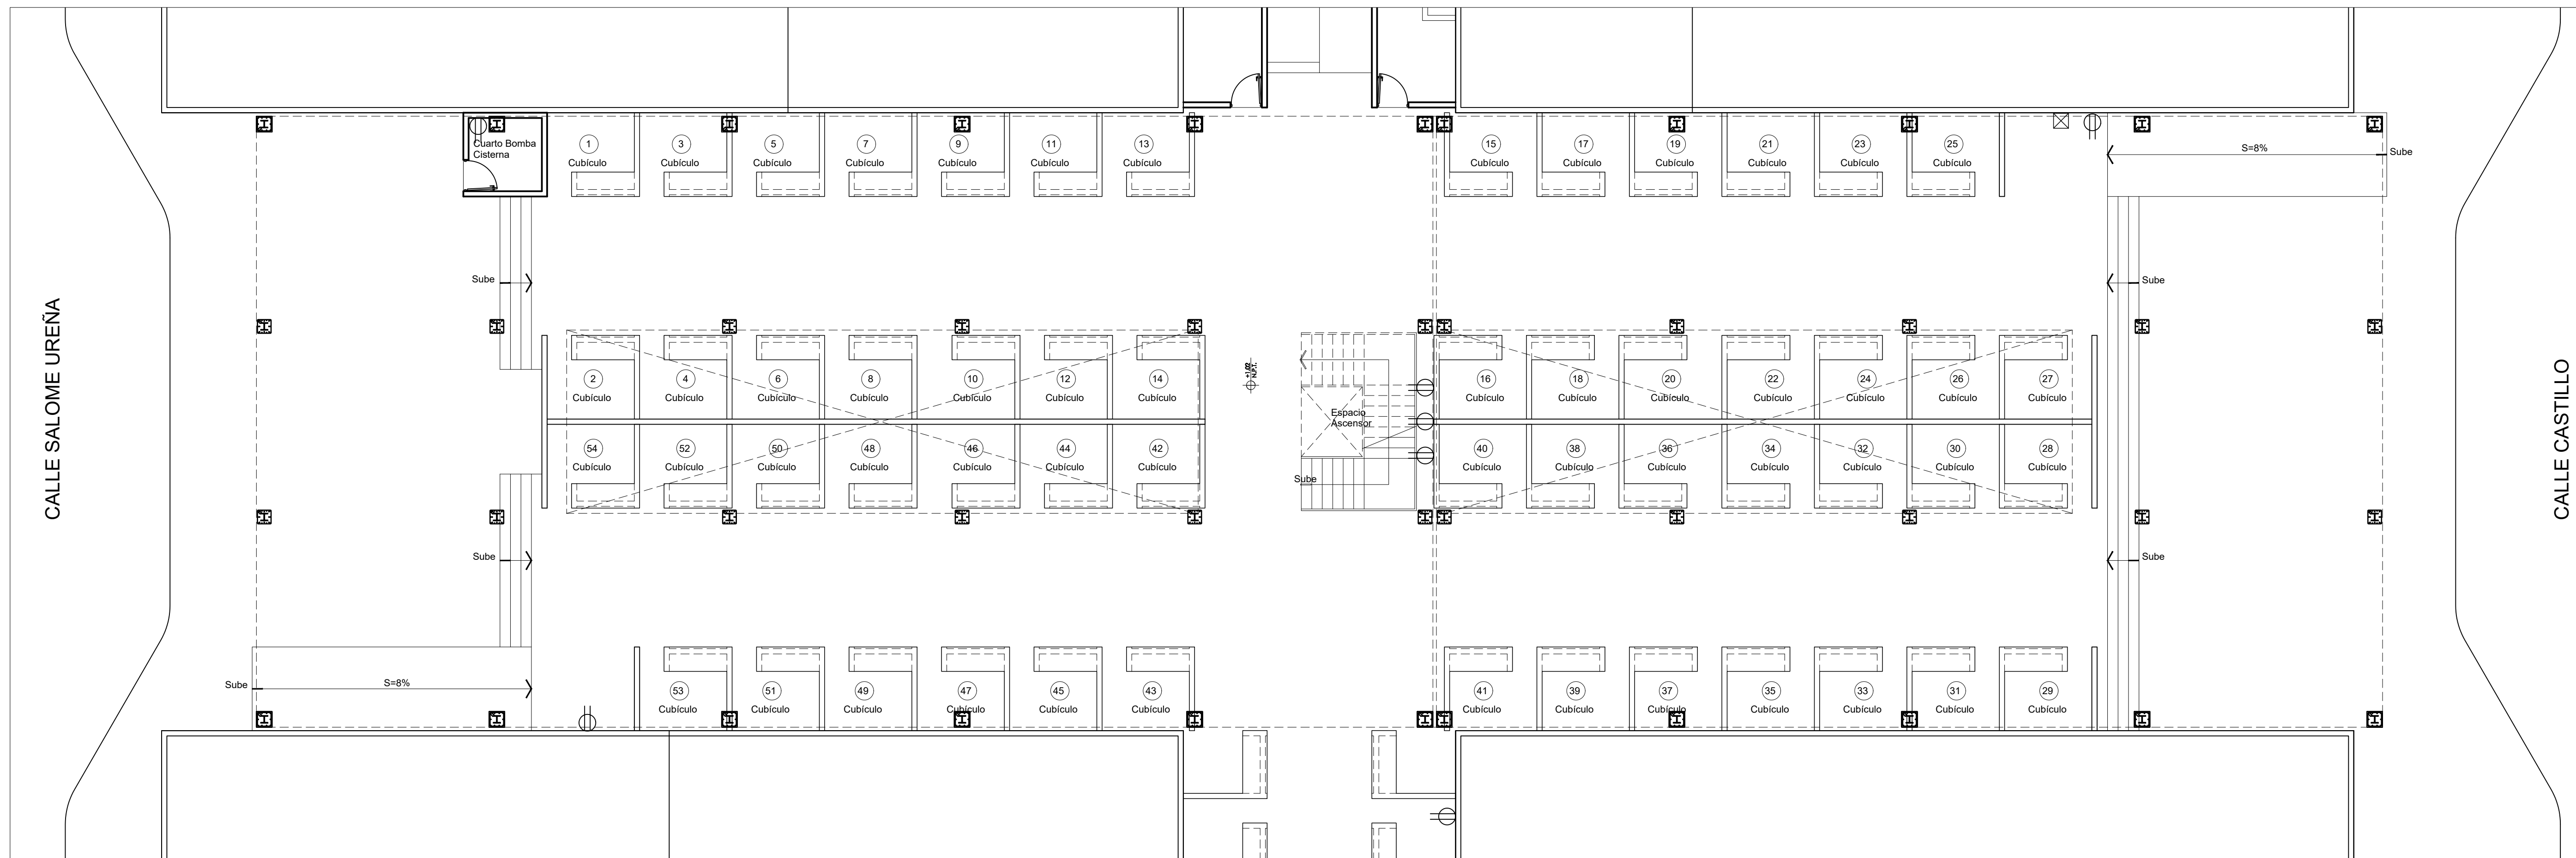 CALLE SALOME UREÑA
Cuarto Bomba
Cisterna
1
Cubículo
3
Cubículo
5
Cubículo
7
Cubículo
9
Cubículo
11
Cubículo
13
Cubículo
15
Cubículo
17
Cubículo
19
Cubículo
21
Cubículo
23
Cubículo
25
Cubículo
S=8%
Sube
Sube
Sube
2
Cubículo
4
Cubículo
6
Cubículo
8
Cubículo
10
Cubículo
12
Cubículo
14
Cubículo
+1.02
N.P.T.
Espacio
Ascensor
Sube
16
Cubículo
18
Cubículo
20
Cubículo
22
Cubículo
24
Cubículo
26
Cubículo
27
Cubículo
54
Cubículo
52
Cubículo
50
Cubículo
48
Cubículo
46
Cubículo
44
Cubículo
42
Cubículo
40
Cubículo
38
Cubículo
36
Cubículo
34
Cubículo
32
Cubículo
30
Cubículo
28
Cubículo
Sube
Sube
Sube
S=8%
53
Cubículo
51
Cubículo
49
Cubículo
47
Cubículo
45
Cubículo
43
Cubículo
41
Cubículo
39
Cubículo
37
Cubículo
35
Cubículo
33
Cubículo
31
Cubículo
29
Cubículo
CALLE CASTILLO